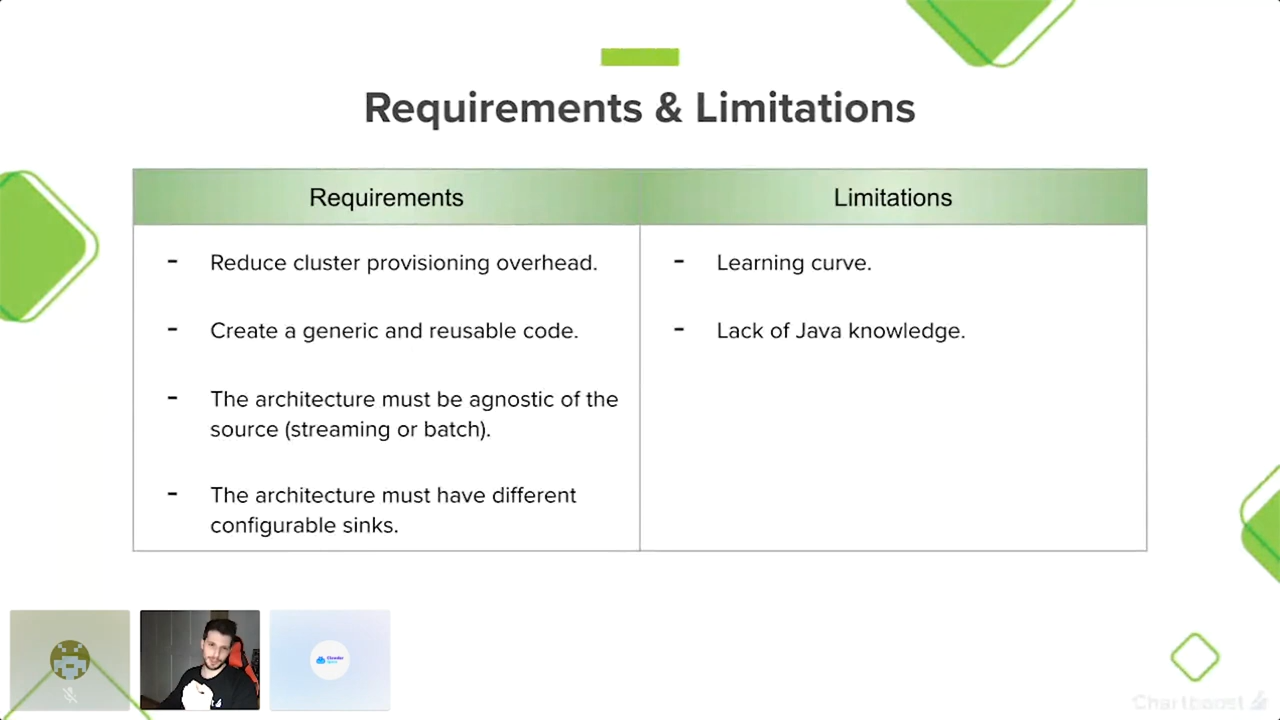 Requirements & Limitations
Requirements
Limitations
- Reduce cluster provisioning overhead.
- Create a generic and reusable code.
- The architecture must be agnostic of the
source (streaming or batch).
- The architecture must have different
configurable sinks.
- Learning curve.
- Lack of Java knowledge.
Chartboost